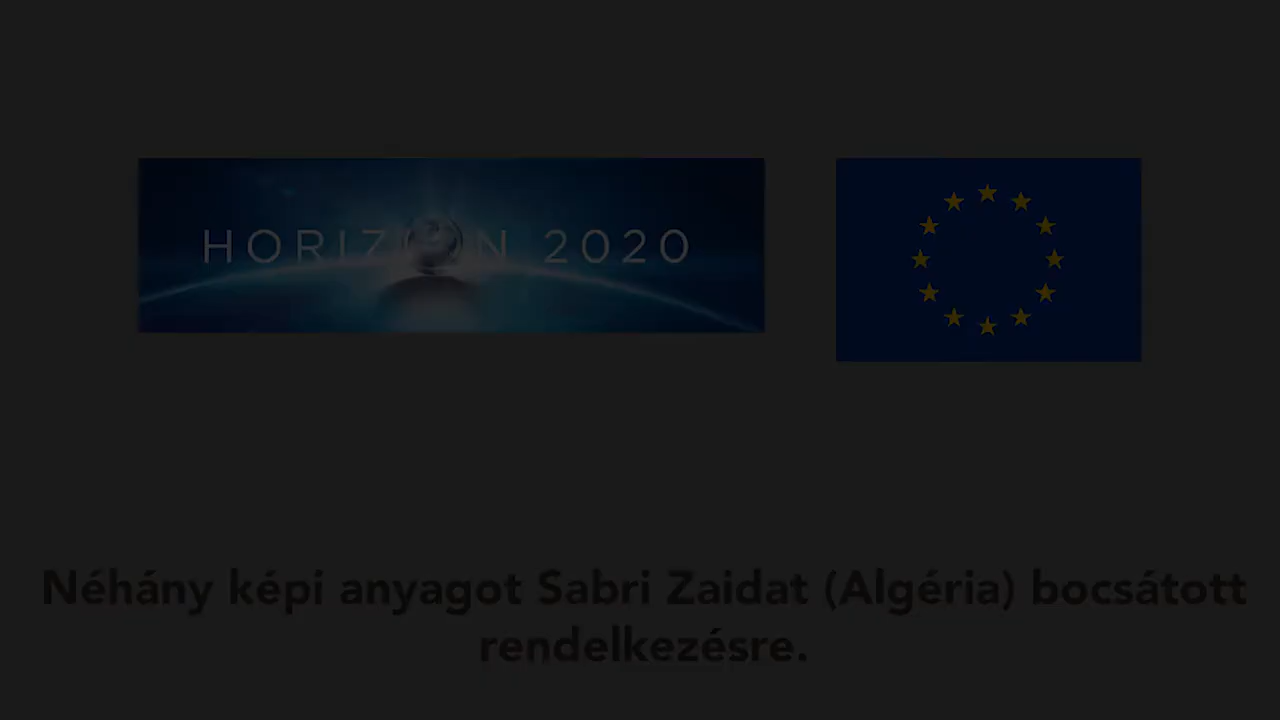 HORIZON 2020
Néhány képi anyagot Sabri Zaidat (Algéria) bocsátott
rendelkezésre.